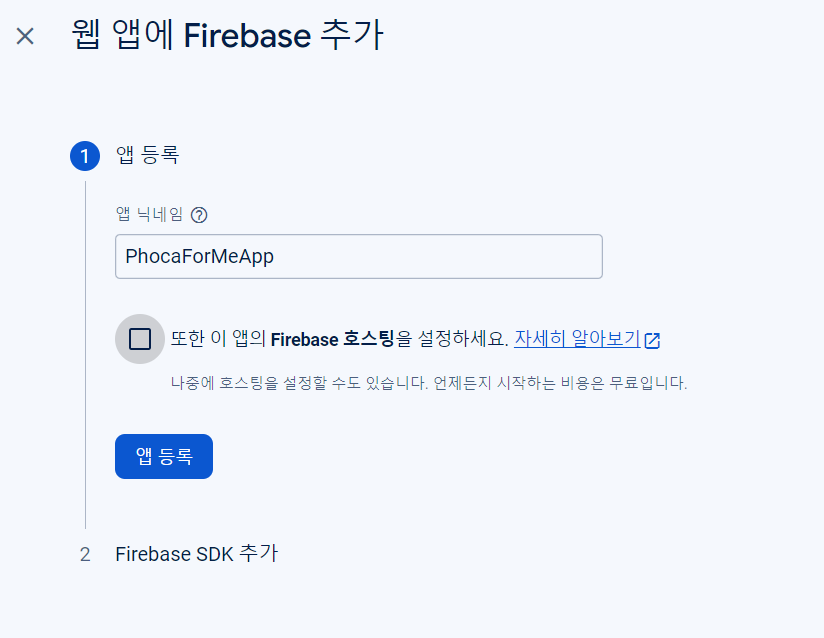 웹 앱에 Firebase 추가
1 앱 등록
앱 닉네임
PhocaForMeApp
또한 이 앱의 Firebase 호스팅을 설정하세요. 자세히 알아보기
나중에 호스팅을 설정할 수도 있습니다. 언제든지 시작하는 비용은 무료입니다.
앱 등록
2 Firebase SDK 추가